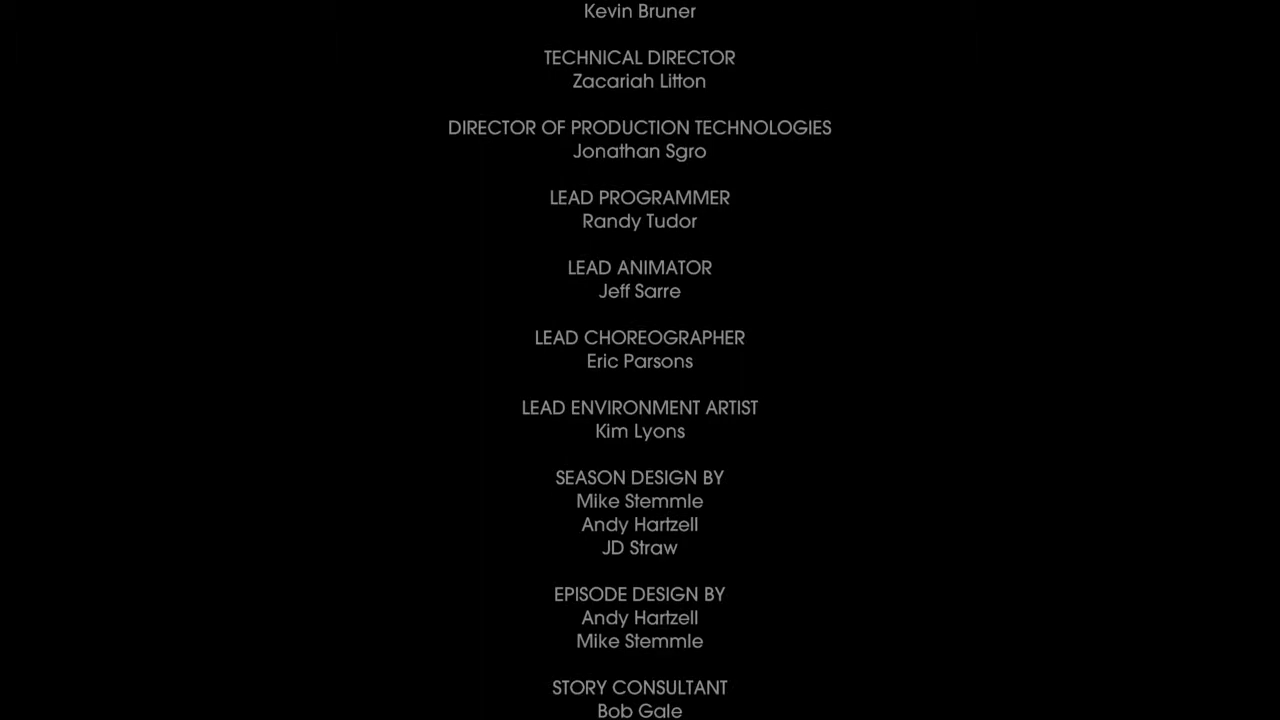 Kevin Bruner
TECHNICAL DIRECTOR
Zacariah Litton
DIRECTOR OF PRODUCTION TECHNOLOGIES
Jonathan Sgro
LEAD PROGRAMMER
Randy Tudor
LEAD ANIMATOR
Jeff Sarre
LEAD CHOREOGRAPHER
Eric Parsons
LEAD ENVIRONMENT ARTIST
Kim Lyons
SEASON DESIGN BY
Mike Stemmle
Andy Hartzell
JD Straw
EPISODE DESIGN BY
Andy Hartzell
Mike Stemmle
STORY CONSULTANT
Bob Gale